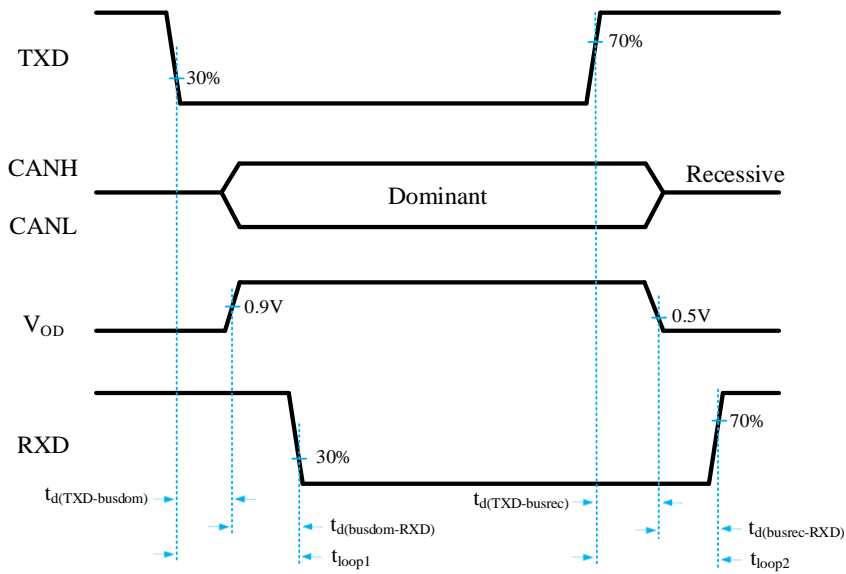 TXD
30%
70%
CANH
Dominant
Recessive
CANL
0.9V
0.5V
VOD
RXD
30%
70%
td(TXD-busdom)
td(TXD-busrec)
td(busdom-RXD)
td(busrec-RXD)
tloop1
tloop2